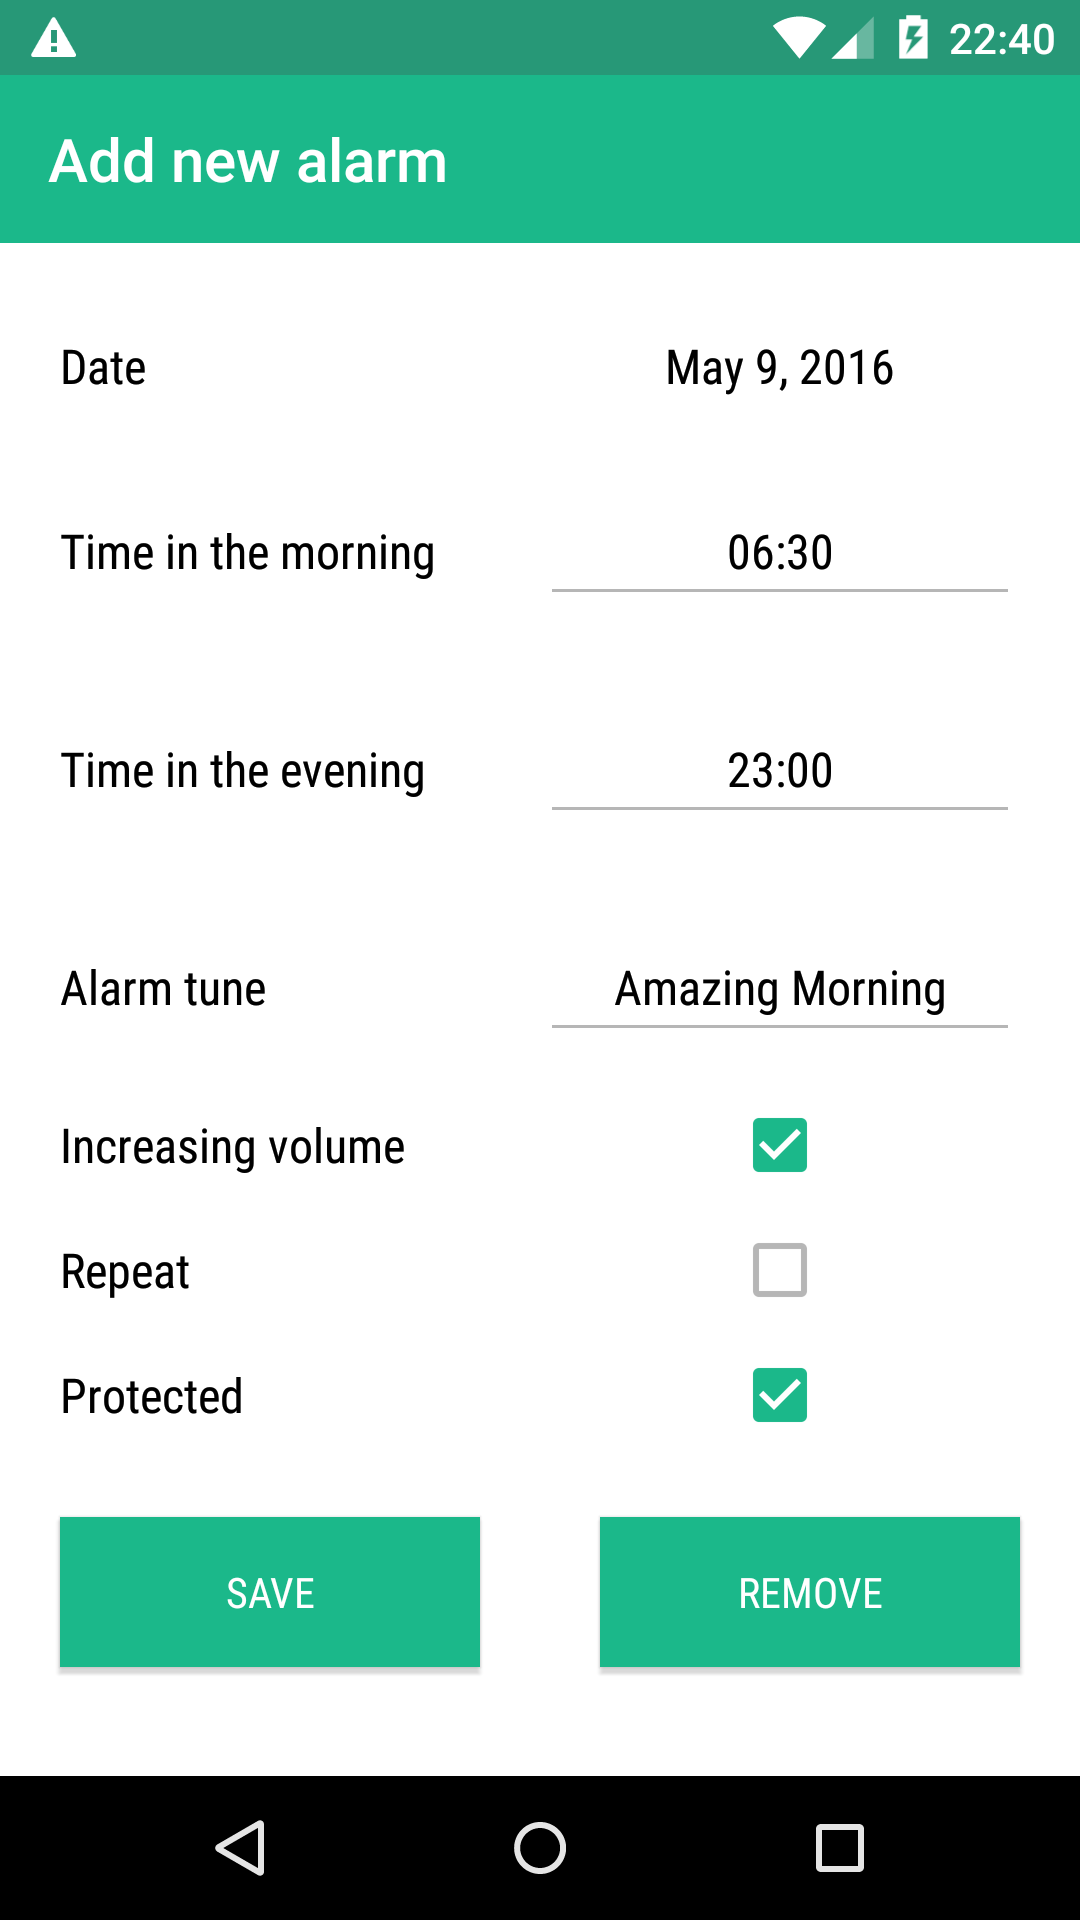 22:40
Add new alarm
Date May 9, 2016
Time in the morning 06:30
Time in the evening 23:00
Alarm tune Amazing Morning
Increasing volume
Repeat
Protected
SAVE REMOVE